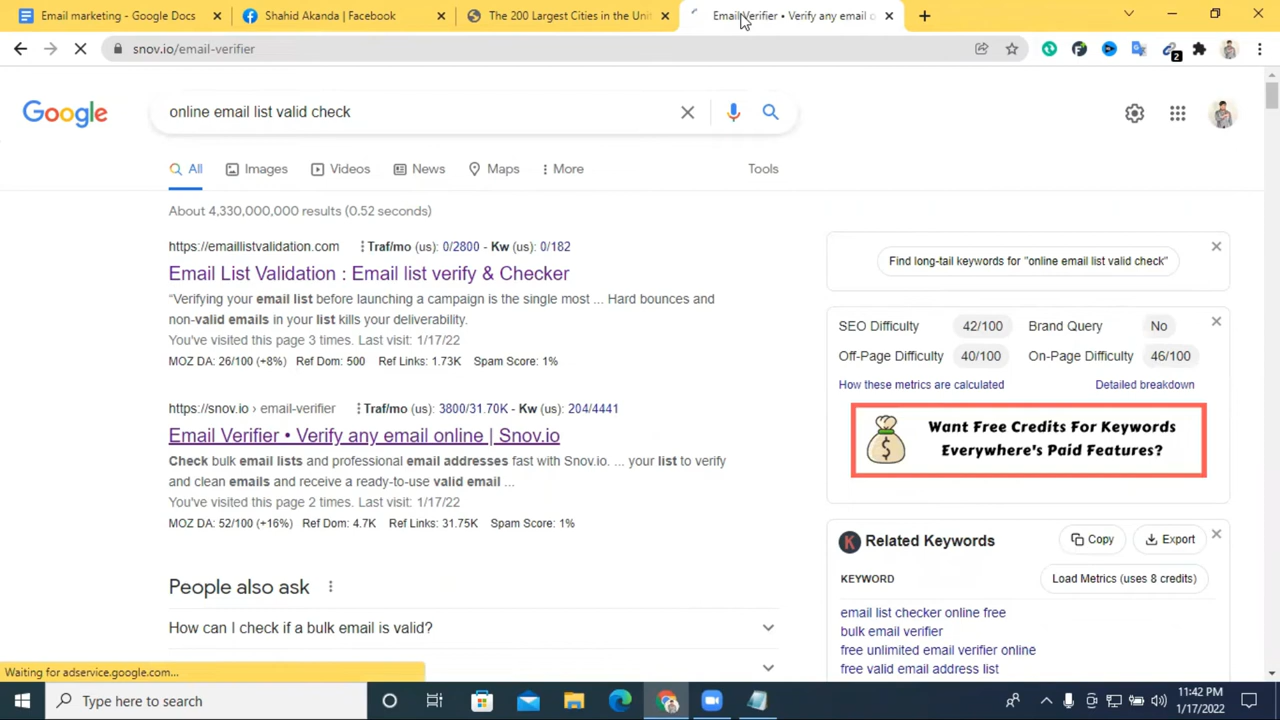 Email marketing - Google Docs
Shahid Akanda | Facebook
The 200 Largest Cities in the Uni
Email Verifier • Verify any email o
snov.io/email-verifier
2
Google
online email list valid check
All
Images
Videos
News
Maps
More
Tools
About 4,330,000,000 results (0.52 seconds)
https://emaillistvalidation.com
Traf/mo (us): 0/2800 - Kw (us): 0/182
Email List Validation : Email list verify & Checker
“Verifying your email list before launching a campaign is the single most ... Hard bounces and
non-valid emails in your list kills your deliverability.
You've visited this page 3 times. Last visit: 1/17/22
MOZ DA: 26/100 (+8%) Ref Dom: 500 Ref Links: 1.73K Spam Score: 1%
https://snov.io › email-verifier
Traf/mo (us): 3800/31.70K - Kw (us): 204/4441
Email Verifier • Verify any email online | Snov.io
Check bulk email lists and professional email addresses fast with Snov.io. ... your list to verify
and clean emails and receive a ready-to-use valid email ...
You've visited this page 2 times. Last visit: 1/17/22
MOZ DA: 52/100 (+16%) Ref Dom: 4.7K Ref Links: 31.75K Spam Score: 1%
People also ask
How can I check if a bulk email is valid?
Find long-tail keywords for "online email list valid check"
SEO Difficulty 42/100 Brand Query No
Off-Page Difficulty 40/100 On-Page Difficulty 46/100
How these metrics are calculated
Detailed breakdown
Want Free Credits For Keywords
Everywhere's Paid Features?
K
Related Keywords
Copy
Export
KEYWORD
Load Metrics (uses 8 credits)
email list checker online free
bulk email verifier
free unlimited email verifier online
free valid email address list
Waiting for adservice.google.com...
Type here to search
11:42 PM
1/17/2022